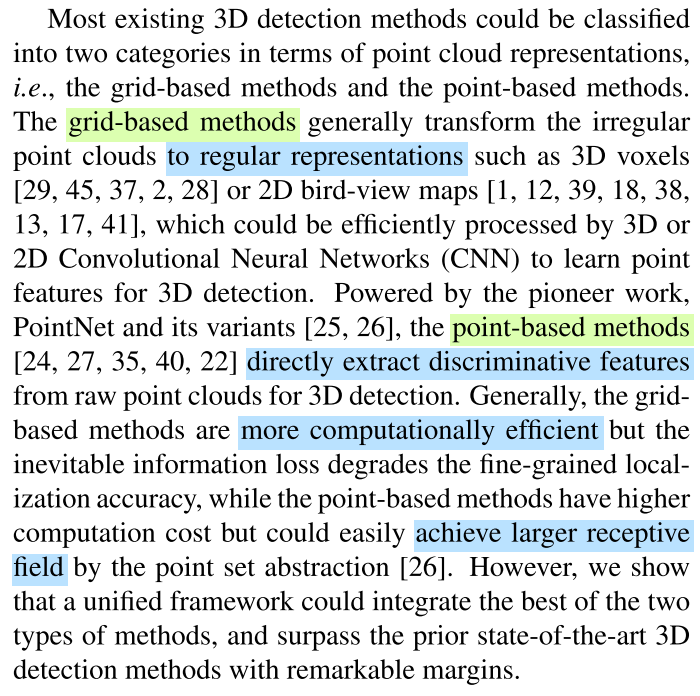 Most existing 3D detection methods could be classified
into two categories in terms of point cloud representations,
i.e., the grid-based methods and the point-based methods.
The grid-based methods generally transform the irregular
point clouds to regular representations such as 3D voxels
[29, 45, 37, 2, 28] or 2D bird-view maps [1, 12, 39, 18, 38,
13, 17, 41], which could be efficiently processed by 3D or
2D Convolutional Neural Networks (CNN) to learn point
features for 3D detection. Powered by the pioneer work,
PointNet and its variants [25, 26], the point-based methods
[24, 27, 35, 40, 22] directly extract discriminative features
from raw point clouds for 3D detection. Generally, the grid-
based methods are more computationally efficient but the
inevitable information loss degrades the fine-grained local-
ization accuracy, while the point-based methods have higher
computation cost but could easily achieve larger receptive
field by the point set abstraction [26]. However, we show
that a unified framework could integrate the best of the two
types of methods, and surpass the prior state-of-the-art 3D
detection methods with remarkable margins.